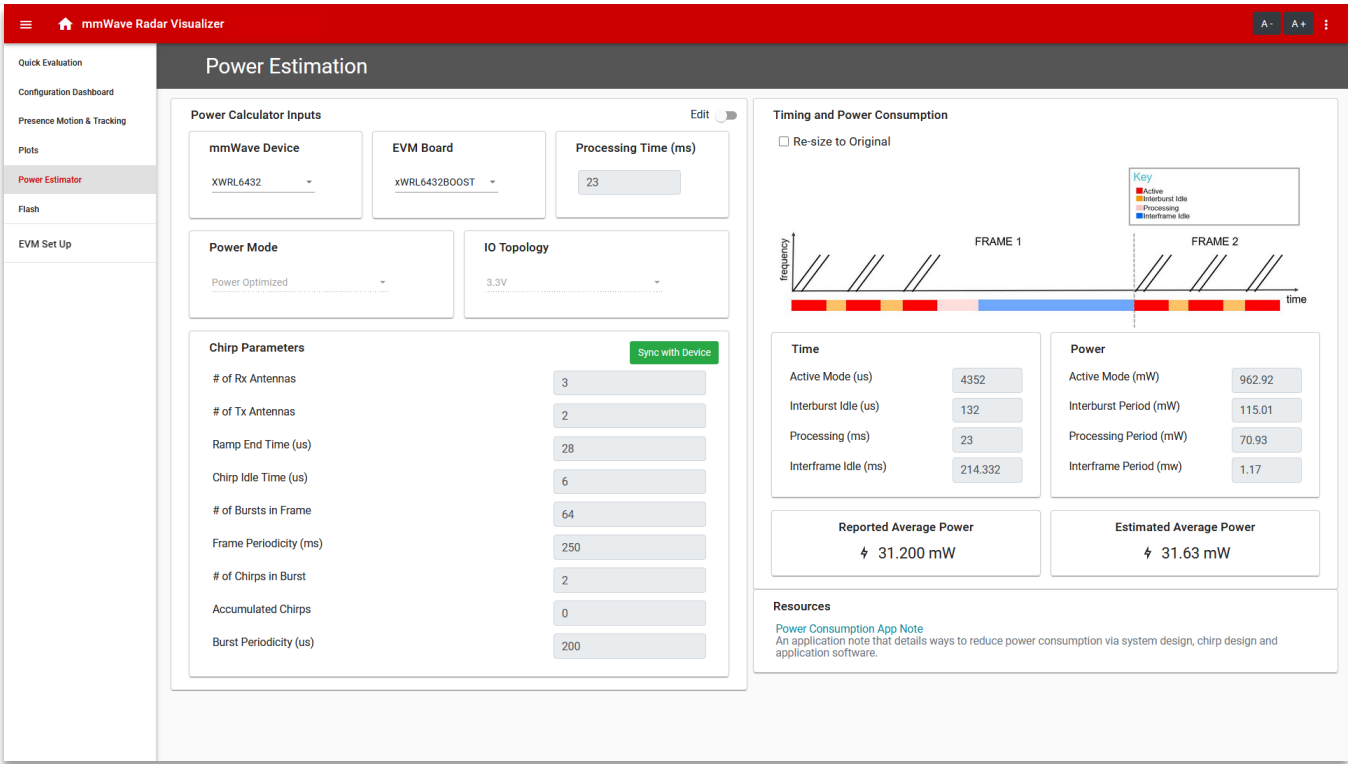 mmWave Radar Visualizer
A -
A +
Quick Evaluation
Configuration Dashboard
Presence Motion & Tracking
Plots
Power Estimator
Flash
EVM Set Up
Power Estimation
Power Calculator Inputs
Edit
mmWave Device
XWRL6432
EVM Board
xWRL6432BOOST
Processing Time (ms)
23
Power Mode
Power Optimized
IO Topology
3.3V
Chirp Parameters
Sync with Device
# of Rx Antennas
3
# of Tx Antennas
2
Ramp End Time (us)
28
Chirp Idle Time (us)
6
# of Bursts in Frame
64
Frame Periodicity (ms)
250
# of Chirps in Burst
2
Accumulated Chirps
0
Burst Periodicity (us)
200
Timing and Power Consumption
Re-size to Original
Key
Active
Interburst Idle
Processing
Interframe Idle
frequency
FRAME 1
FRAME 2
time
Time
Active Mode (us)
4352
Interburst Idle (us)
132
Processing (ms)
23
Interframe Idle (ms)
214.332
Power
Active Mode (mW)
962.92
Interburst Period (mW)
115.01
Processing Period (mW)
70.93
Interframe Period (mw)
1.17
Reported Average Power
31.200 mW
Estimated Average Power
31.63 mW
Resources
Power Consumption App Note
An application note that details ways to reduce power consumption via system design, chirp design and
application software.